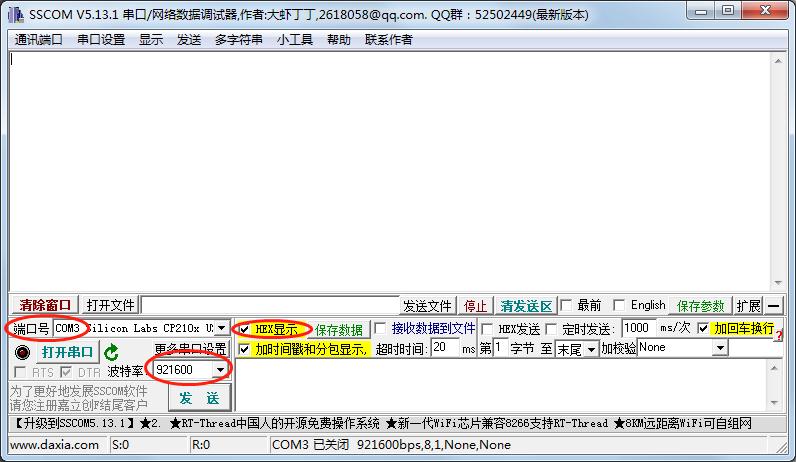 SSCOM V5.13.1 串口/网络数据调试器,作者:大虾丁丁,2618058@qq.com. QQ群：52502449(最新版本)
通讯端口 串口设置 显示 发送 多字符串 小工具 帮助 联系作者
清除窗口 打开文件 发送文件 停止 清发送区 最前 English 保存参数 扩展 —
端口号 COM3 Silicon Labs CP210x US HEX显示 保存数据 接收数据到文件 HEX发送 定时发送: 1000 ms/次 加回车换行
打开串口 更多串口设置 加时间戳和分包显示, 超时时间: 20 ms 第 1 字节 至 末尾 加校验 None ?
RTS DTR 波特率: 921600
为了更好地发展SSCOM软件
请您注册嘉立创F结尾客户
发 送
【升级到SSCOM5.13.1】★2. ★RT-Thread中国人的开源免费操作系统 ★新一代WiFi芯片兼容8266支持RT-Thread ★8KM远距离WiFi可自组网
www.daxia.com S:0 R:0 COM3 已关闭 921600bps,8,1,None,None